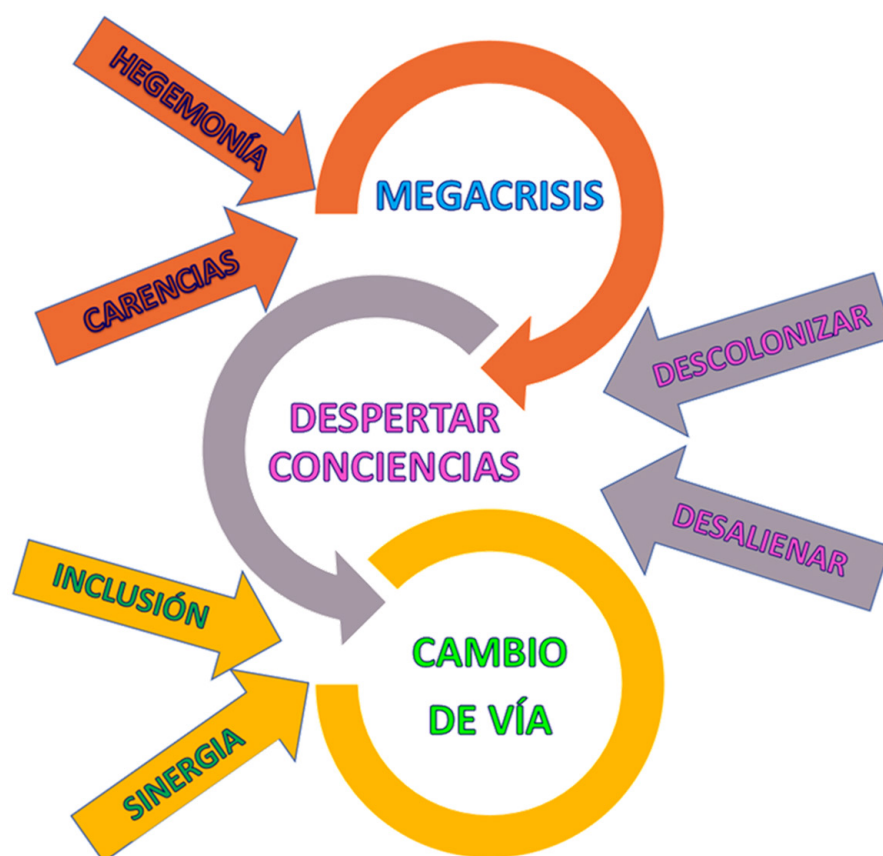 HEGEMONÍA
CARENCIAS
MEGACRISIS
DESCOLONIZAR
DESALIENAR
DESPERTAR
CONCIENCIAS
INCLUSIÓN
SINERGIA
CAMBIO
DE VÍA